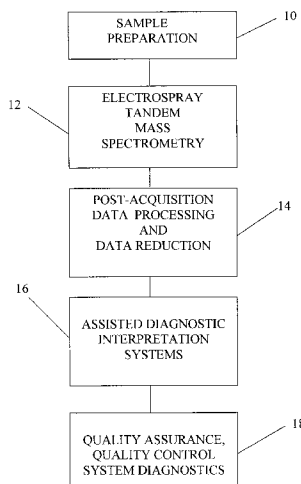 SAMPLE
PREPARATION
10
ELECTROSPRAY
TANDEM
MASS
SPECTROMETRY
12
POST-ACQUISITION
DATA PROCESSING
AND
DATA REDUCTION
14
16
ASSISTED DIAGNOSTIC
INTERPRETATION
SYSTEMS
QUALITY ASSURANCE,
QUALITY CONTROL
SYSTEM DIAGNOSTICS
18